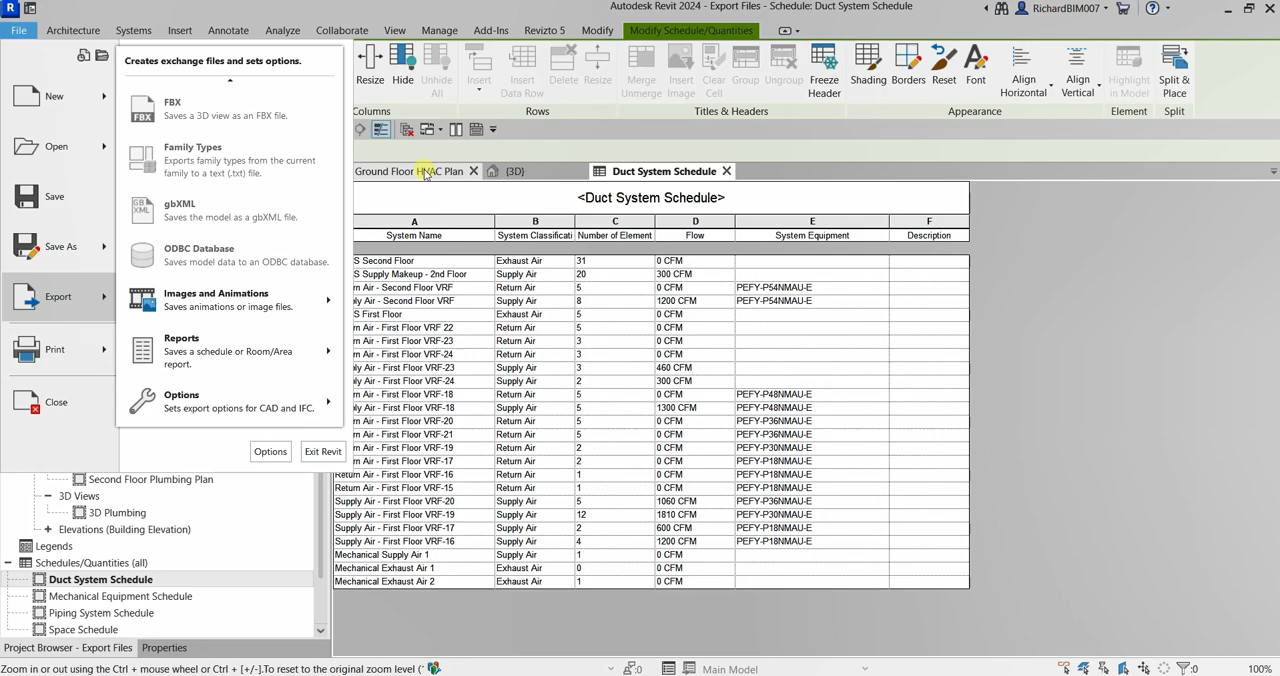 R
Autodesk Revit 2024 - Export Files - Schedule: Duct System Schedule
RichardBIM007
File
Architecture
Systems
Insert
Annotate
Analyze
Collaborate
View
Manage
Add-Ins
Revizto 5
Modify
Modify Schedule/Quantities
Resize
Hide
Unhide
All
Insert
Insert
Data Row
Delete
Resize
Merge
Unmerge
Insert
Image
Clear
Cell
Group
Ungroup
Freeze
Header
Shading
Borders
Reset
Font
Align
Horizontal
Align
Vertical
Highlight
in Model
Split &
Place
Columns
Rows
Titles & Headers
Appearance
Element
Split
New
Open
Save
Save As
Export
Print
Close
Creates exchange files and sets options.
FBX
Saves a 3D view as an FBX file.
Family Types
Exports family types from the current
family to a text (.txt) file.
gbXML
Saves the model as a gbXML file.
ODBC Database
Saves model data to an ODBC database.
Images and Animations
Saves animations or image files.
Reports
Saves a schedule or Room/Area
report.
Options
Sets export options for CAD and IFC.
Options
Exit Revit
Ground Floor HVAC Plan
{3D}
Duct System Schedule
<Duct System Schedule>
A B C D E F
System Name System Classificati Number of Element Flow System Equipment Description
S Second Floor Exhaust Air 31 0 CFM
S Supply Makeup - 2nd Floor Supply Air 20 300 CFM
rn Air - Second Floor VRF Return Air 5 0 CFM PEFY-P54NMAU-E
ly Air - Second Floor VRF Supply Air 8 1200 CFM PEFY-P54NMAU-E
S First Floor Exhaust Air 5 0 CFM
rn Air - First Floor VRF 22 Return Air 5 0 CFM
rn Air - First Floor VRF-23 Return Air 3 0 CFM
rn Air - First Floor VRF-24 Return Air 3 0 CFM
ly Air - First Floor VRF-23 Supply Air 3 460 CFM
ly Air - First Floor VRF-24 Supply Air 2 300 CFM
rn Air - First Floor VRF-18 Return Air 5 0 CFM PEFY-P48NMAU-E
ly Air - First Floor VRF-18 Supply Air 5 1300 CFM PEFY-P48NMAU-E
rn Air - First Floor VRF-20 Return Air 5 0 CFM PEFY-P36NMAU-E
rn Air - First Floor VRF-21 Return Air 5 0 CFM PEFY-P36NMAU-E
rn Air - First Floor VRF-19 Return Air 2 0 CFM PEFY-P30NMAU-E
rn Air - First Floor VRF-17 Return Air 2 0 CFM PEFY-P18NMAU-E
Return Air - First Floor VRF-16 Return Air 1 0 CFM PEFY-P18NMAU-E
Return Air - First Floor VRF-15 Return Air 1 0 CFM PEFY-P18NMAU-E
Supply Air - First Floor VRF-20 Supply Air 5 1060 CFM PEFY-P36NMAU-E
Supply Air - First Floor VRF-19 Supply Air 12 1810 CFM PEFY-P30NMAU-E
Supply Air - First Floor VRF-17 Supply Air 2 600 CFM PEFY-P18NMAU-E
Supply Air - First Floor VRF-16 Supply Air 4 1200 CFM PEFY-P18NMAU-E
Mechanical Supply Air 1 Supply Air 1 0 CFM
Mechanical Exhaust Air 1 Exhaust Air 0 0 CFM
Mechanical Exhaust Air 2 Exhaust Air 1 0 CFM
Second Floor Plumbing Plan
3D Views
3D Plumbing
Elevations (Building Elevation)
Legends
Schedules/Quantities (all)
Duct System Schedule
Mechanical Equipment Schedule
Piping System Schedule
Space Schedule
Project Browser - Export Files
Properties
Zoom in or out using the Ctrl + mouse wheel or Ctrl + [+/-].To reset to the original zoom level ('
:0
Main Model
:0
100%